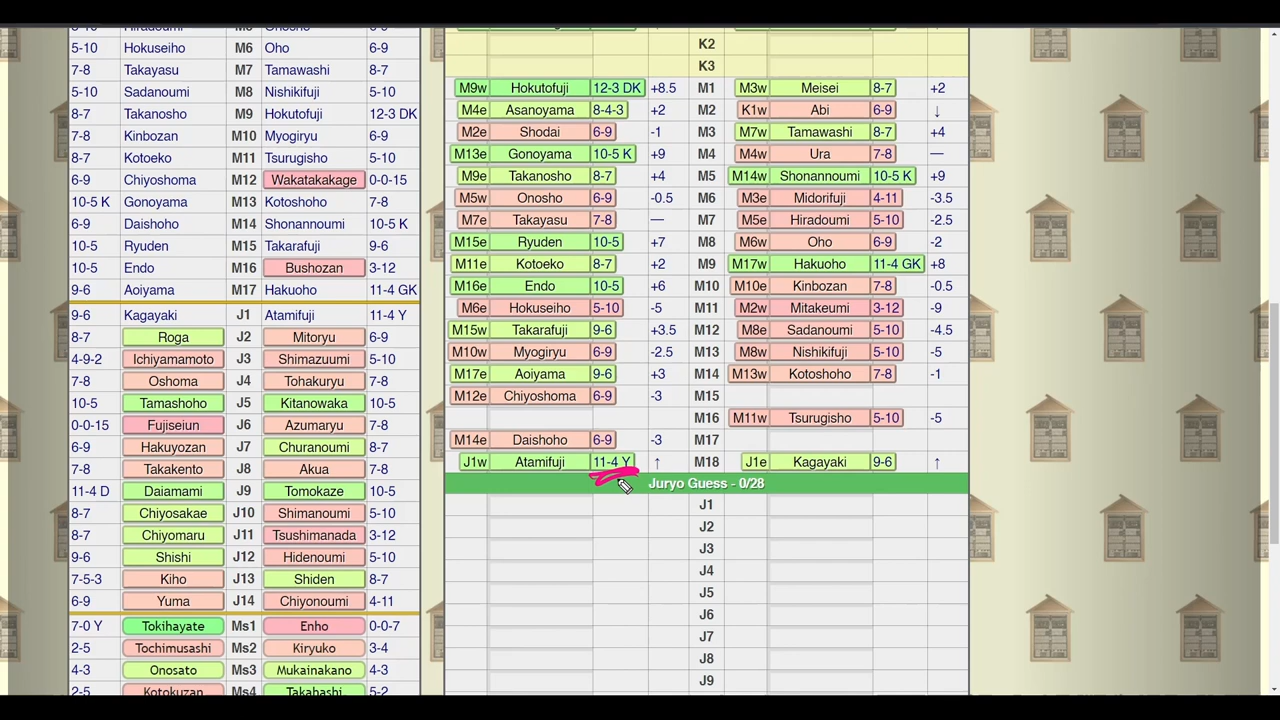 5-10 Hokuseiho M6 Oho 6-9
7-8 Takayasu M7 Tamawashi 8-7
5-10 Sadanoumi M8 Nishikifuji 5-10
8-7 Takanosho M9 Hokutofuji 12-3 DK
7-8 Kinbozan M10 Myogiryu 6-9
8-7 Kotoeko M11 Tsurugisho 5-10
6-9 Chiyoshoma M12 Wakatakakage 0-0-15
10-5 K Gonoyama M13 Kotoshoho 7-8
6-9 Daishoho M14 Shonannoumi 10-5 K
10-5 Ryuden M15 Takarafuji 9-6
10-5 Endo M16 Bushozan 3-12
9-6 Aoiyama M17 Hakuoho 11-4 GK
9-6 Kagayaki J1 Atamifuji 11-4 Y
8-7 Roga J2 Mitoryu 6-9
4-9-2 Ichiyamamoto J3 Shimazuumi 5-10
7-8 Oshoma J4 Tohakuryu 7-8
10-5 Tamashoho J5 Kitanowaka 10-5
0-0-15 Fujiseiun J6 Azumaryu 7-8
6-9 Hakuyozan J7 Churanoumi 8-7
7-8 Takakento J8 Akua 7-8
11-4 D Daiamami J9 Tomokaze 10-5
8-7 Chiyosakae J10 Shimanoumi 5-10
8-7 Chiyomaru J11 Tsushimanada 3-12
9-6 Shishi J12 Hidenoumi 5-10
7-5-3 Kiho J13 Shiden 8-7
6-9 Yuma J14 Chiyonoumi 4-11
7-0 Y Tokihayate Ms1 Enho 0-0-7
2-5 Tochimusashi Ms2 Kiryuko 3-4
4-3 Onosato Ms3 Mukainakano 4-3
2-5 Kotokuzan Ms4 Takahashi 5-2
K2
K3
M9w Hokutofuji 12-3 DK +8.5 M1 M3w Meisei 8-7 +2
M4e Asanoyama 8-4-3 +2 M2 K1w Abi 6-9 ↓
M2e Shodai 6-9 -1 M3 M7w Tamawashi 8-7 +4
M13e Gonoyama 10-5 K +9 M4 M4w Ura 7-8 —
M9e Takanosho 8-7 +4 M5 M14w Shonannoumi 10-5 K +9
M5w Onosho 6-9 -0.5 M6 M3e Midorifuji 4-11 -3.5
M7e Takayasu 7-8 — M7 M5e Hiradoumi 5-10 -2.5
M15e Ryuden 10-5 +7 M8 M6w Oho 6-9 -2
M11e Kotoeko 8-7 +2 M9 M17w Hakuoho 11-4 GK +8
M16e Endo 10-5 +6 M10 M10e Kinbozan 7-8 -0.5
M6e Hokuseiho 5-10 -5 M11 M2w Mitakeumi 3-12 -9
M15w Takarafuji 9-6 +3.5 M12 M8e Sadanoumi 5-10 -4.5
M10w Myogiryu 6-9 -2.5 M13 M8w Nishikifuji 5-10 -5
M17e Aoiyama 9-6 +3 M14 M13w Kotoshoho 7-8 -1
M12e Chiyoshoma 6-9 -3 M15
M16 M11w Tsurugisho 5-10 -5
M14e Daishoho 6-9 -3 M17
J1w Atamifuji 11-4 Y ↑ M18 J1e Kagayaki 9-6 ↑
Juryo Guess - 0/28
J1
J2
J3
J4
J5
J6
J7
J8
J9